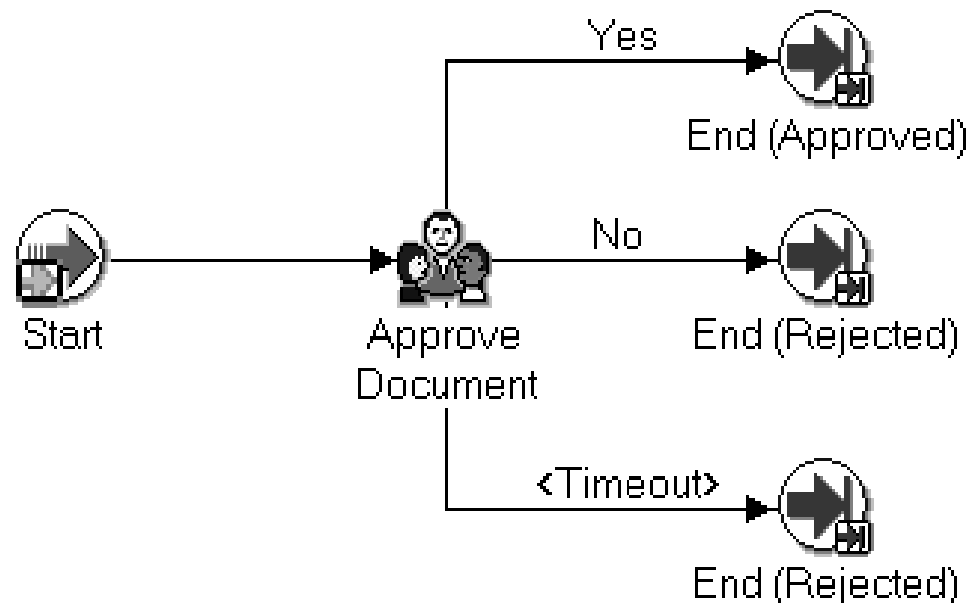 Yes
End (Approved)
No
Start
Approve
Document
End (Rejected)
<Timeout>
End (Rejected)